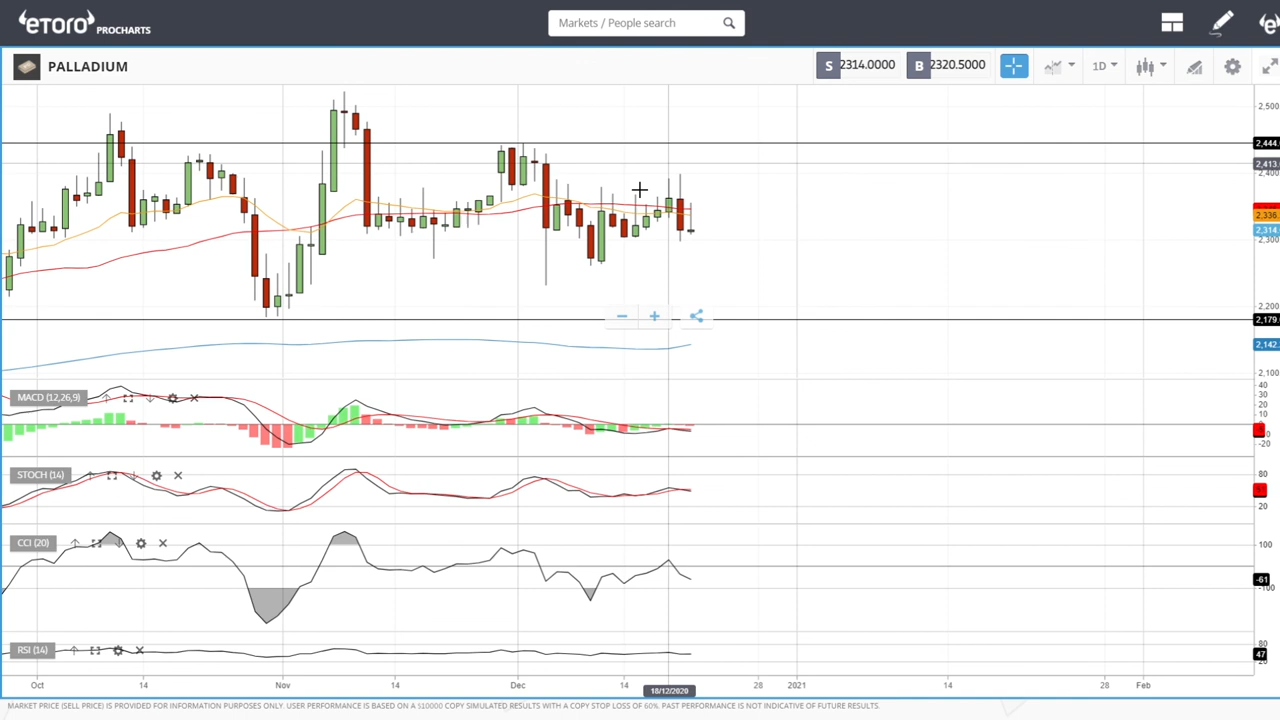 eToro PROCHARTS
Markets / People search
PALLADIUM
S 2314.0000 B 2320.5000 1D
2,500
2,444.
2,413.
2,400
2,336.
2,314.
2,300
2,200
2,179.
2,142.
2,100
MACD (12,26,9)
40
30
20
10
-20
STOCH (14)
80
20
CCI (20)
100
-61
-100
RSI (14)
80
47
20
Oct 14 Nov 14 Dec 14 28 2021 14 28 Feb
18/12/2020
MARKET PRICE (SELL PRICE) IS PROVIDED FOR INFORMATION PURPOSES ONLY. USER PERFORMANCE IS BASED ON A $10000 COPY SIMULATED RESULTS WITH A COPY STOP LOSS OF 60%. PAST PERFORMANCE IS NOT INDICATIVE OF FUTURE RESULTS.